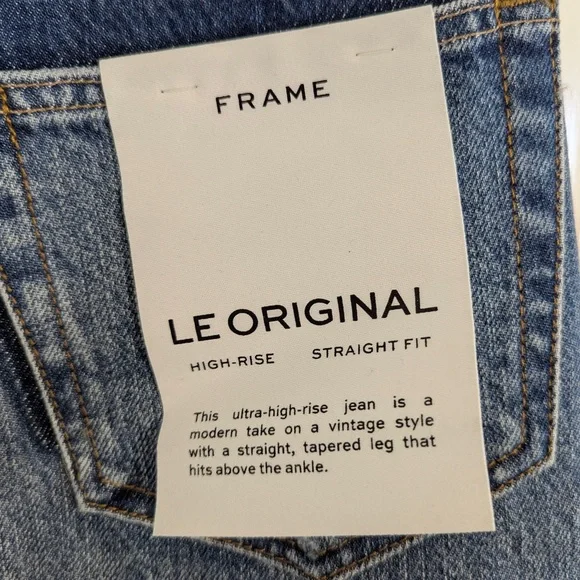 FRAME
LE ORIGINAL
HIGH-RISE STRAIGHT FIT
This ultra-high-rise jean is a
modern take on a vintage style
with a straight, tapered leg that
hits above the ankle.